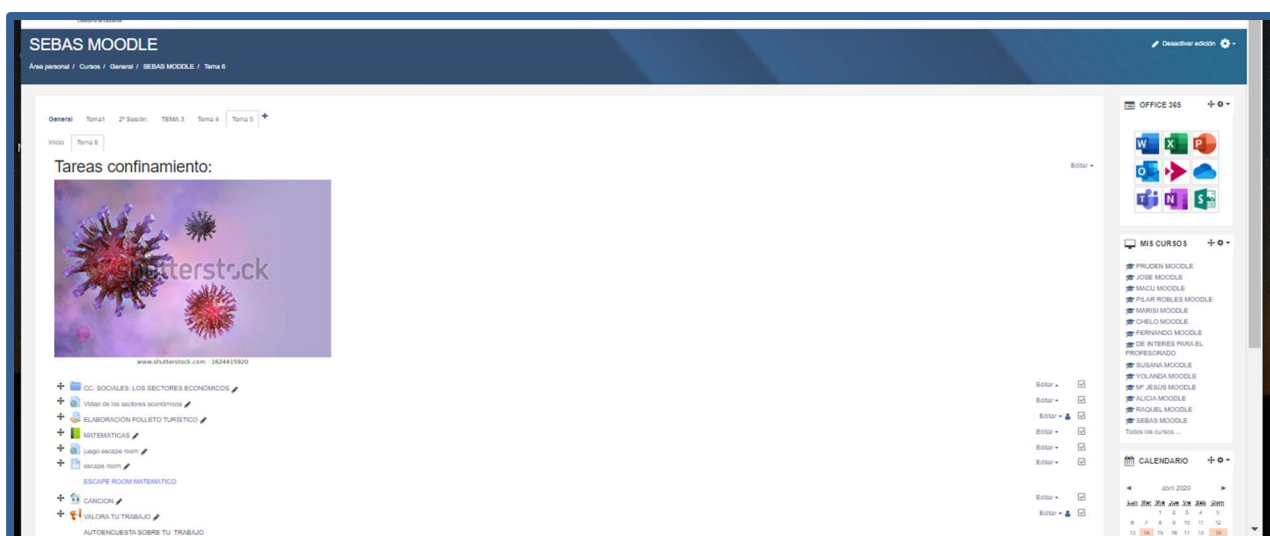 SEBAS MOODLE
Desactivar edición
Área personal / Cursos / General / SEBAS MOODLE / Tema 6
General Tema1 2ª Sesión: TEMA 3 Tema 4 Tema 5
Inicio Tema 6
Tareas confinamiento:
Editar
shutterstock
www.shutterstock.com · 1624415920
CC. SOCIALES: LOS SECTORES ECONÓMICOS
Editar
Vídeo de los sectores económicos
Editar
ELABORACIÓN FOLLETO TURÍSTICO
Editar
MATEMÁTICAS
Editar
juego escape room
Editar
escape room
Editar
ESCAPE ROOM MATEMÁTICO
CANCION
Editar
VALORA TU TRABAJO
Editar
AUTOENCUESTA SOBRE TU TRABAJO
OFFICE 365
W X P
O
T N S
MIS CURSOS
PRUDEN MOODLE
JOSE MOODLE
MACU MOODLE
PILAR ROBLES MOODLE
MARISI MOODLE
CHELO MOODLE
FERNANDO MOODLE
DE INTERÉS PARA EL
PROFESORADO
SUSANA MOODLE
YOLANDA MOODLE
Mª JESÚS MOODLE
ALICIA MOODLE
RAQUEL MOODLE
SEBAS MOODLE
Todos los cursos ...
CALENDARIO
abril 2020
Lun Mar Mié Jue Vie Sáb Dom
1 2 3 4 5
6 7 8 9 10 11 12
13 14 15 16 17 18 19